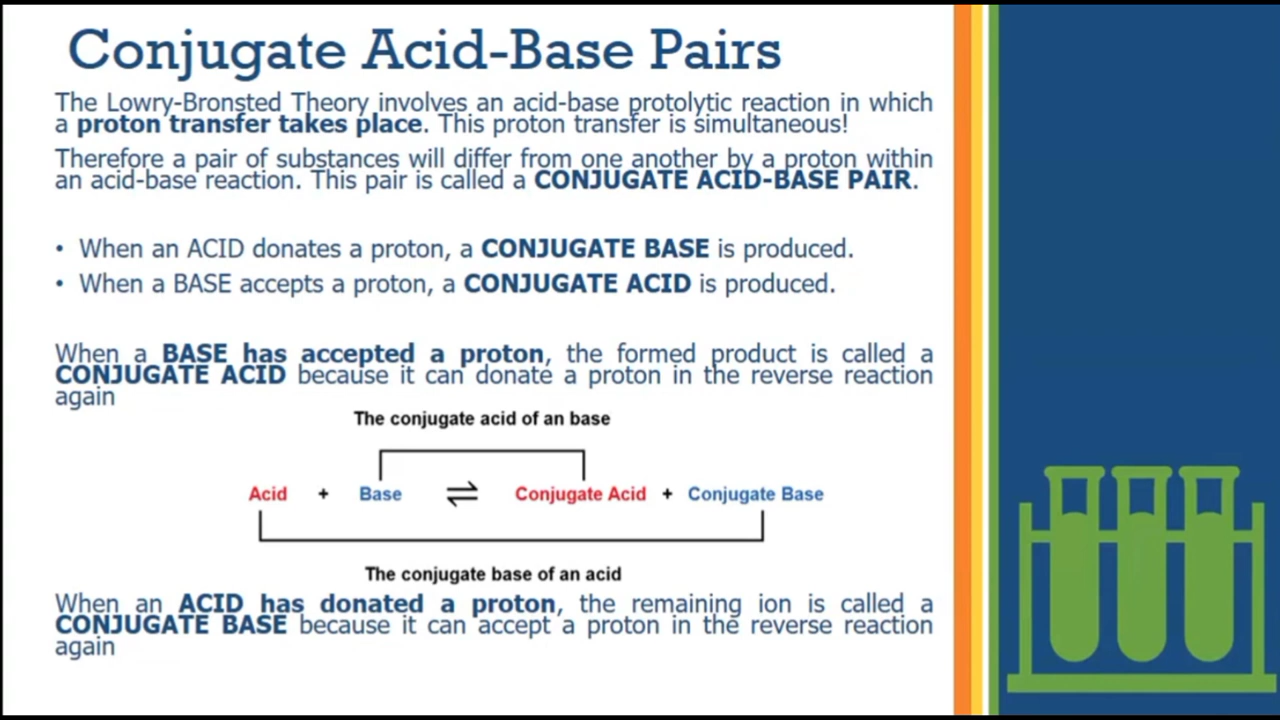 Conjugate Acid-Base Pairs
The Lowry-Bronsted Theory involves an acid-base protolytic reaction in which
a proton transfer takes place. This proton transfer is simultaneous!
Therefore a pair of substances will differ from one another by a proton within
an acid-base reaction. This pair is called a CONJUGATE ACID-BASE PAIR.
• When an ACID donates a proton, a CONJUGATE BASE is produced.
• When a BASE accepts a proton, a CONJUGATE ACID is produced.
When a BASE has accepted a proton, the formed product is called a
CONJUGATE ACID because it can donate a proton in the reverse reaction
again
The conjugate acid of an base
Acid + Base ⇌ Conjugate Acid + Conjugate Base
The conjugate base of an acid
When an ACID has donated a proton, the remaining ion is called a
CONJUGATE BASE because it can accept a proton in the reverse reaction
again